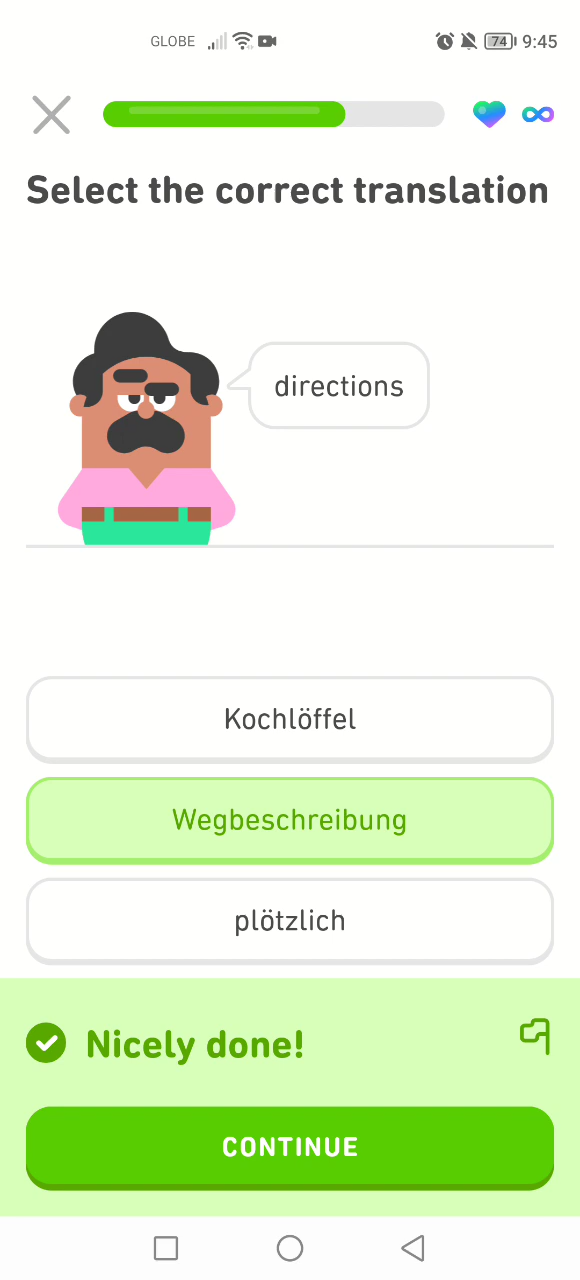 GLOBE 74 9:45
Select the correct translation
directions
Kochlöffel
Wegbeschreibung
plötzlich
Nicely done!
CONTINUE